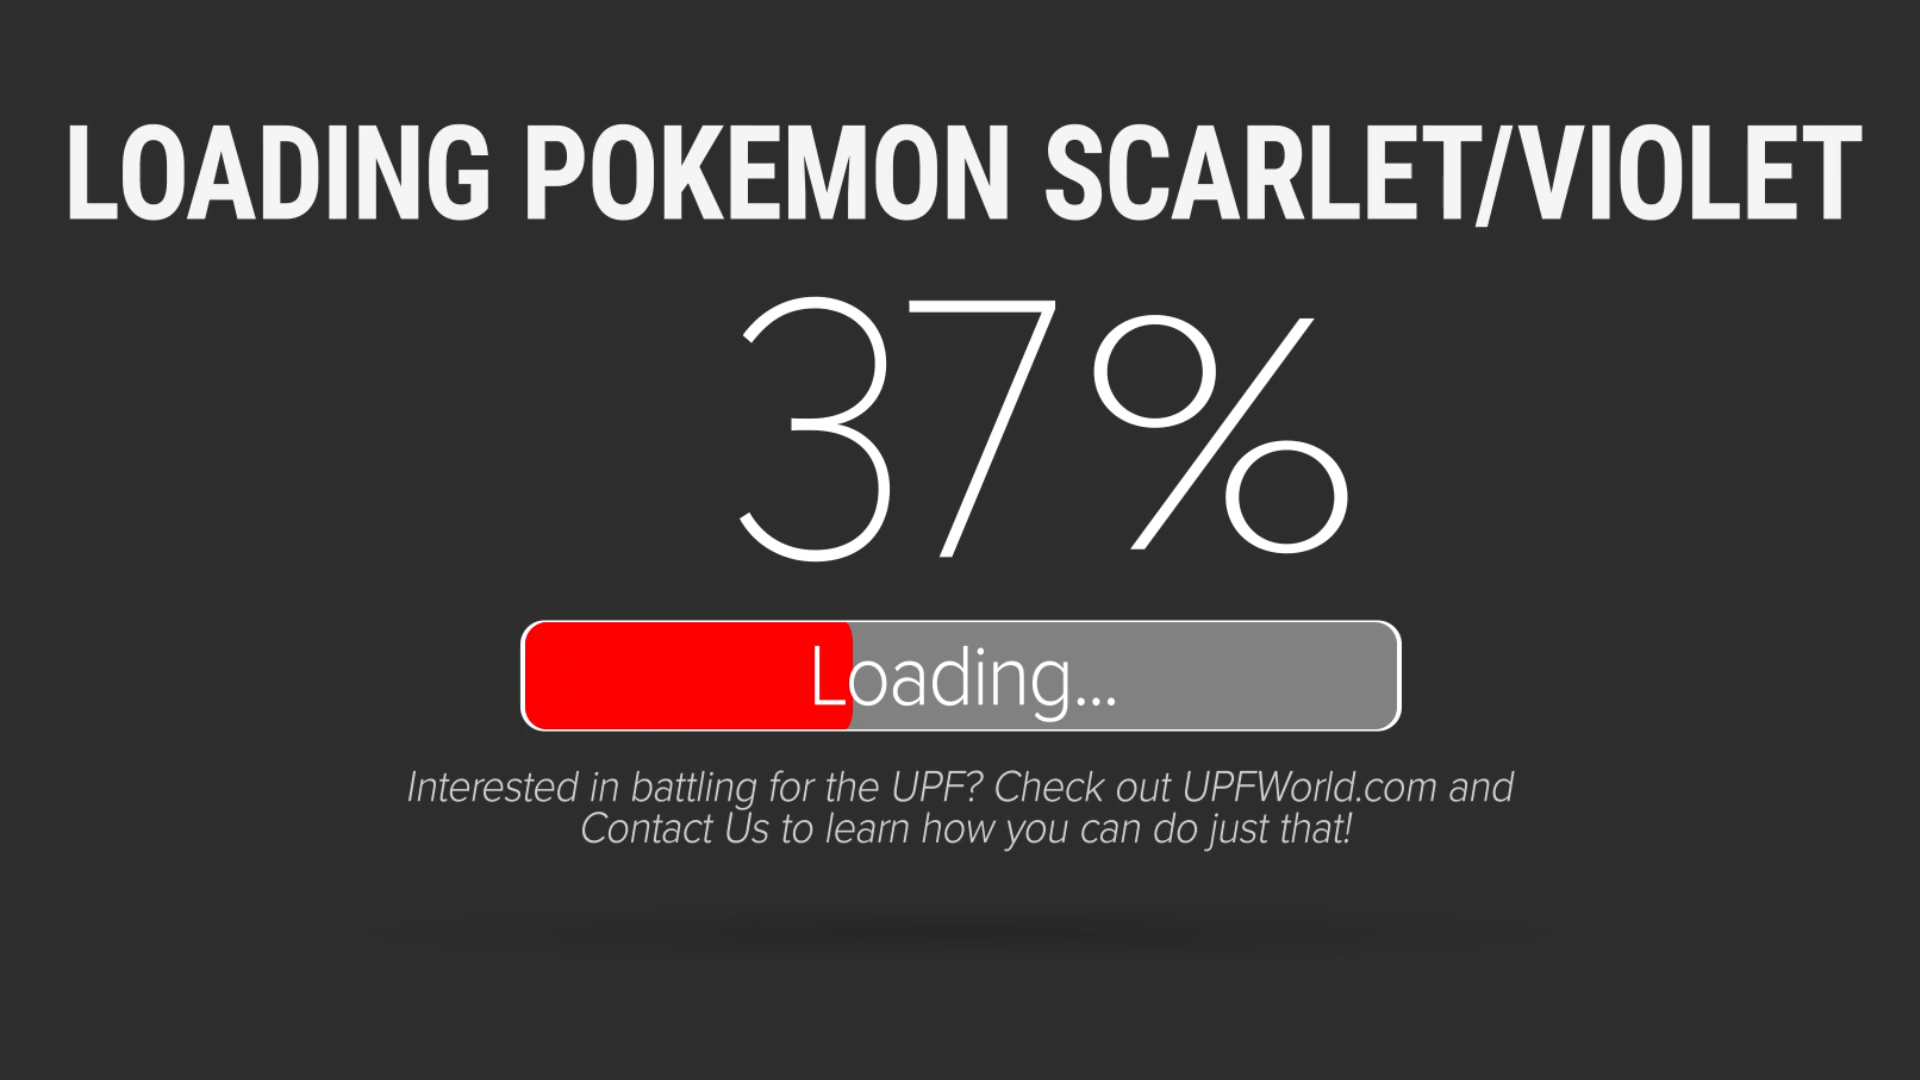 LOADING POKEMON SCARLET/VIOLET
37%
Loading...
Interested in battling for the UPF? Check out UPFWorld.com and
Contact Us to learn how you can do just that!